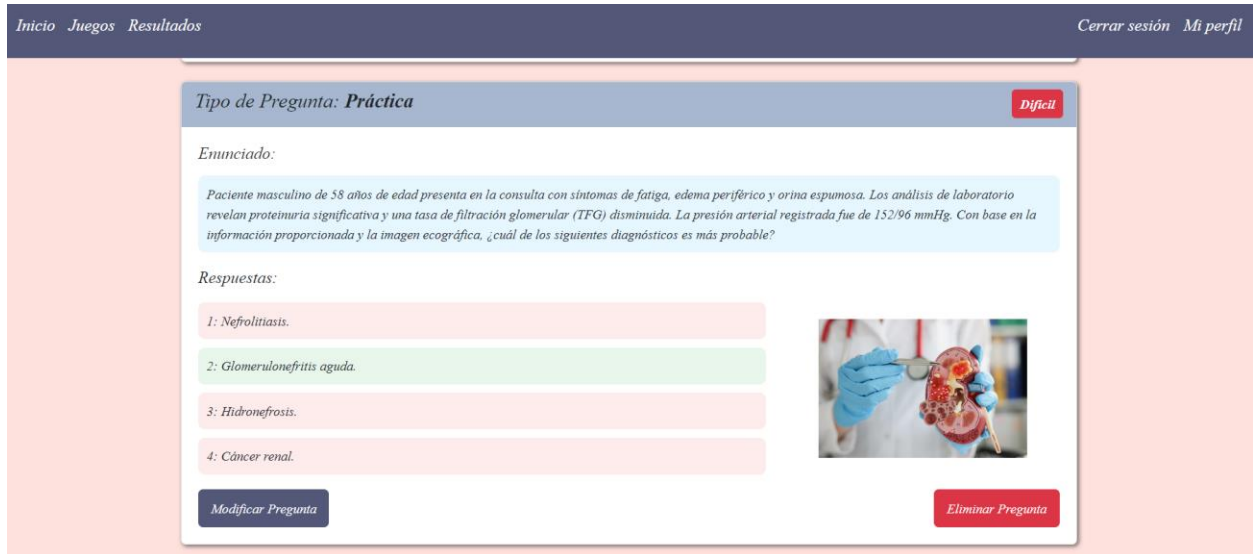 Inicio Juegos Resultados
Cerrar sesión Mi perfil
Tipo de Pregunta: Práctica
Difícil
Enunciado:
Paciente masculino de 58 años de edad presenta en la consulta con síntomas de fatiga, edema periférico y orina espumosa. Los análisis de laboratorio
revelan proteinuria significativa y una tasa de filtración glomerular (TFG) disminuida. La presión arterial registrada fue de 152/96 mmHg. Con base en la
información proporcionada y la imagen ecográfica, ¿cuál de los siguientes diagnósticos es más probable?
Respuestas:
1: Nefrolitiasis.
2: Glomerulonefritis aguda.
3: Hidronefrosis.
4: Cáncer renal.
Modificar Pregunta
Eliminar Pregunta